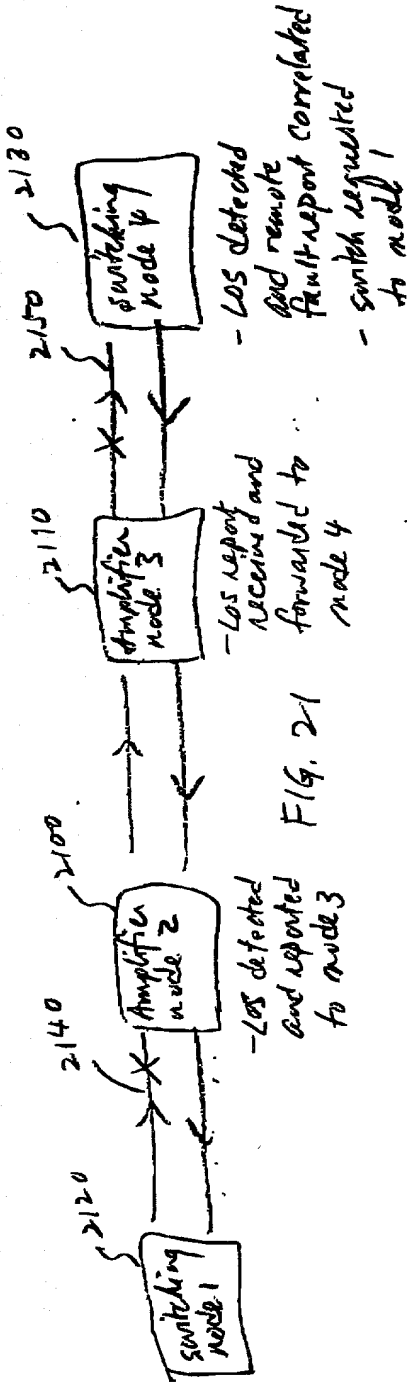 2120
switching
node 1
2140
2100
Amplifier
node
2
-LOS detected
and reported
to node 3
2110
Amplifier
node
3
-LOS report
received and
forwarded to
node 4
2150
2130
switching
node 4
-LOS detected
and remote
fault report correlated
- switch requested
to node 1
FIG. 21